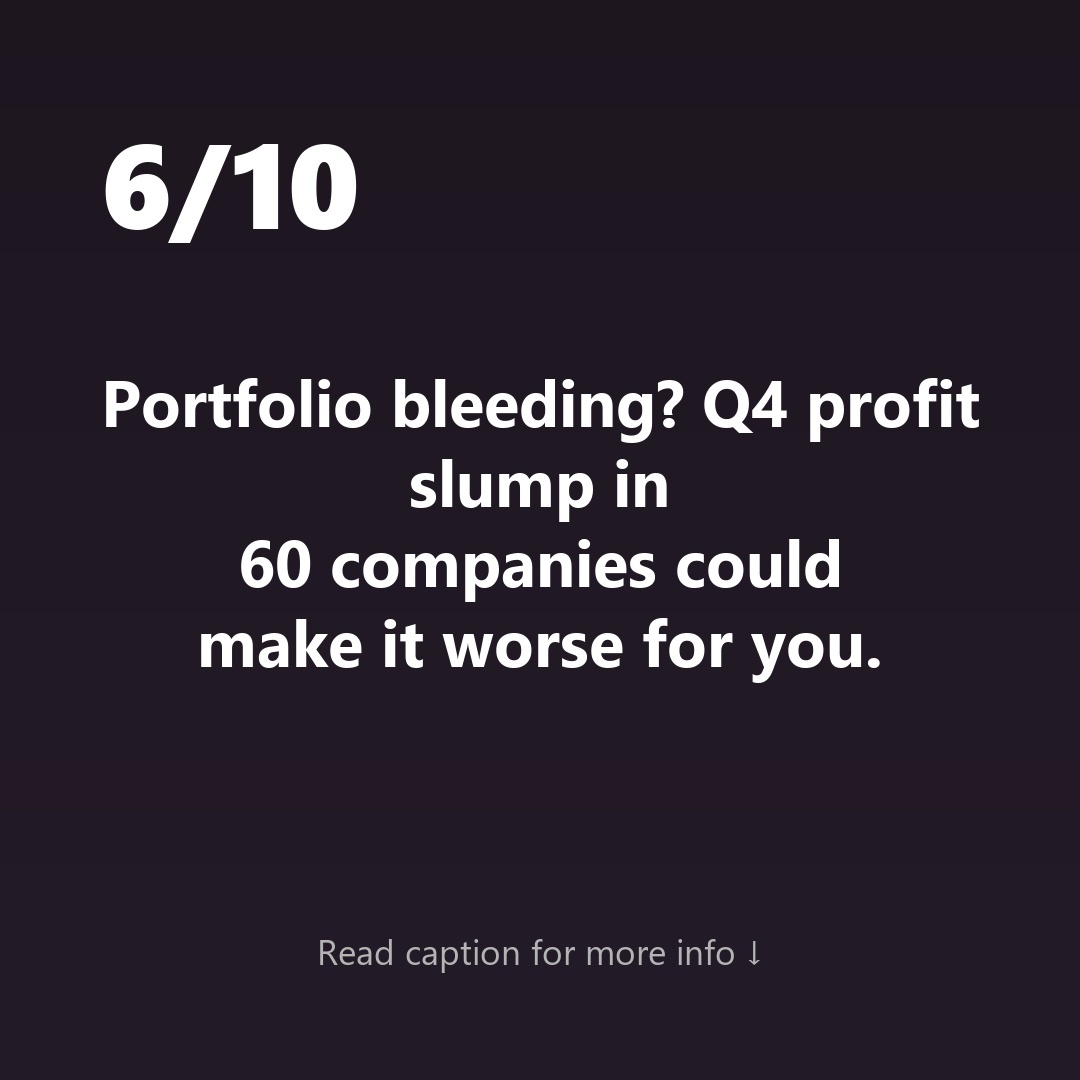 6/10
Portfolio bleeding? Q4 profit
slump in
60 companies could
make it worse for you.
Read caption for more info ↓